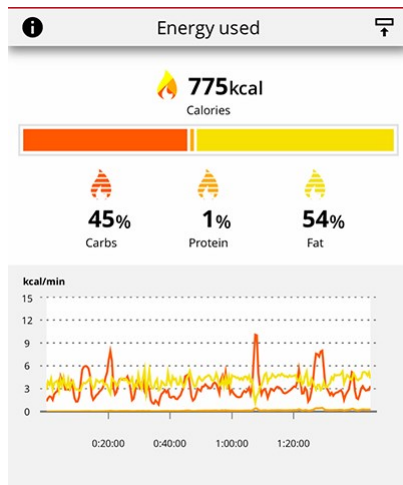 Energy used
775kcal
Calories
45% 1% 54%
Carbs Protein Fat
kcal/min
15
12
9
6
3
0
0:20:00 0:40:00 1:00:00 1:20:00